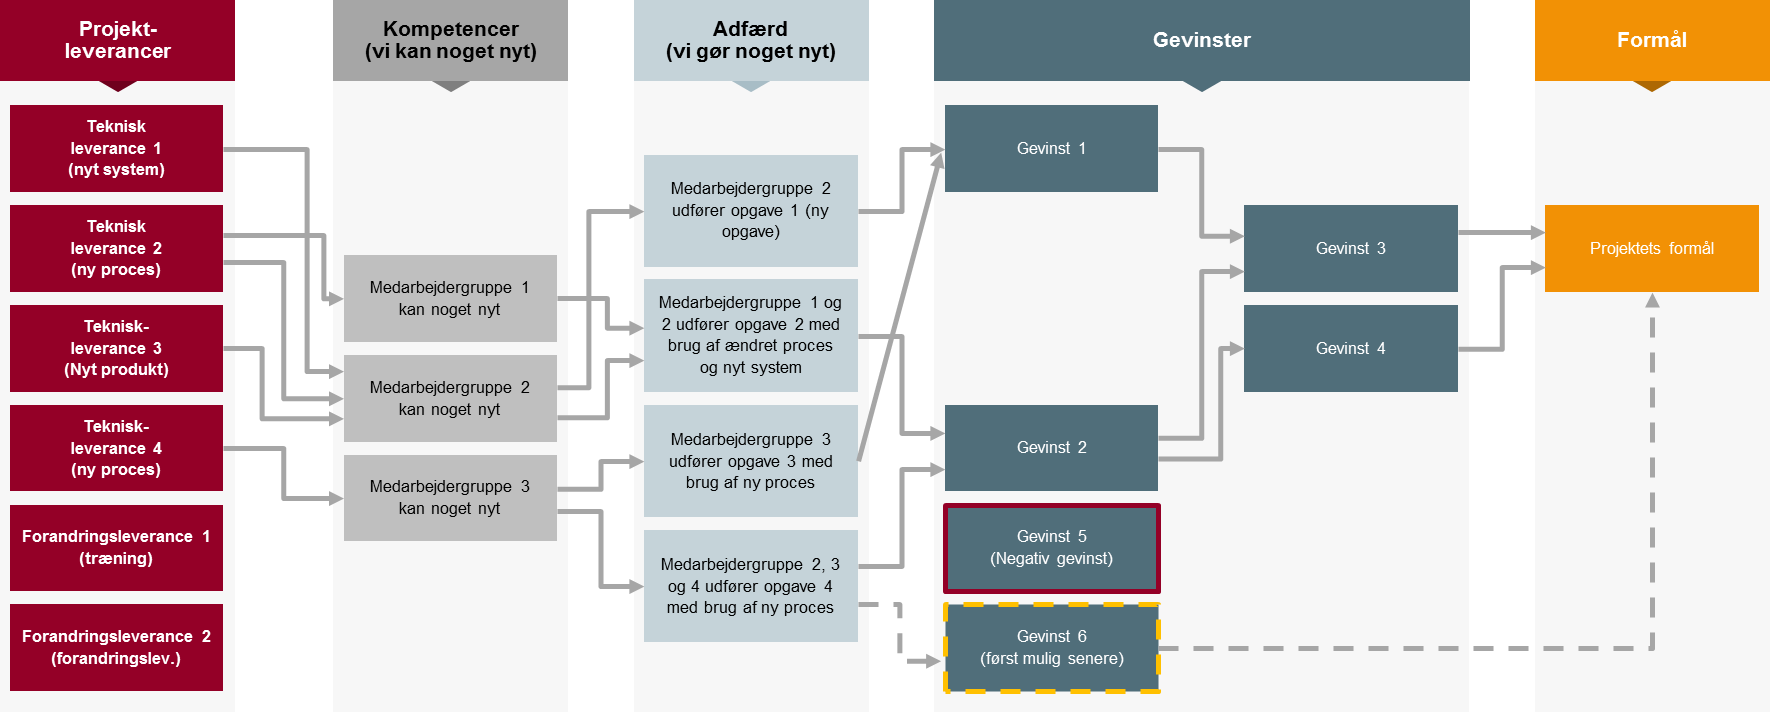 Projekt-
leverancer
Kompetencer
(vi kan noget nyt)
Adfærd
(vi gør noget nyt)
Gevinster
Formål
Teknisk
leverance 1
(nyt system)
Teknisk
leverance 2
(ny proces)
Teknisk-
leverance 3
(Nyt produkt)
Teknisk-
leverance 4
(ny proces)
Forandringsleverance 1
(træning)
Forandringsleverance 2
(forandringslev.)
Medarbejdergruppe 1
kan noget nyt
Medarbejdergruppe 2
kan noget nyt
Medarbejdergruppe 3
kan noget nyt
Medarbejdergruppe 2
udfører opgave 1 (ny
opgave)
Medarbejdergruppe 1 og
2 udfører opgave 2 med
brug af ændret proces
og nyt system
Medarbejdergruppe 3
udfører opgave 3 med
brug af ny proces
Medarbejdergruppe 2, 3
og 4 udfører opgave 4
med brug af ny proces
Gevinst 1
Gevinst 2
Gevinst 5
(Negativ gevinst)
Gevinst 6
(først mulig senere)
Gevinst 3
Gevinst 4
Projektets formål